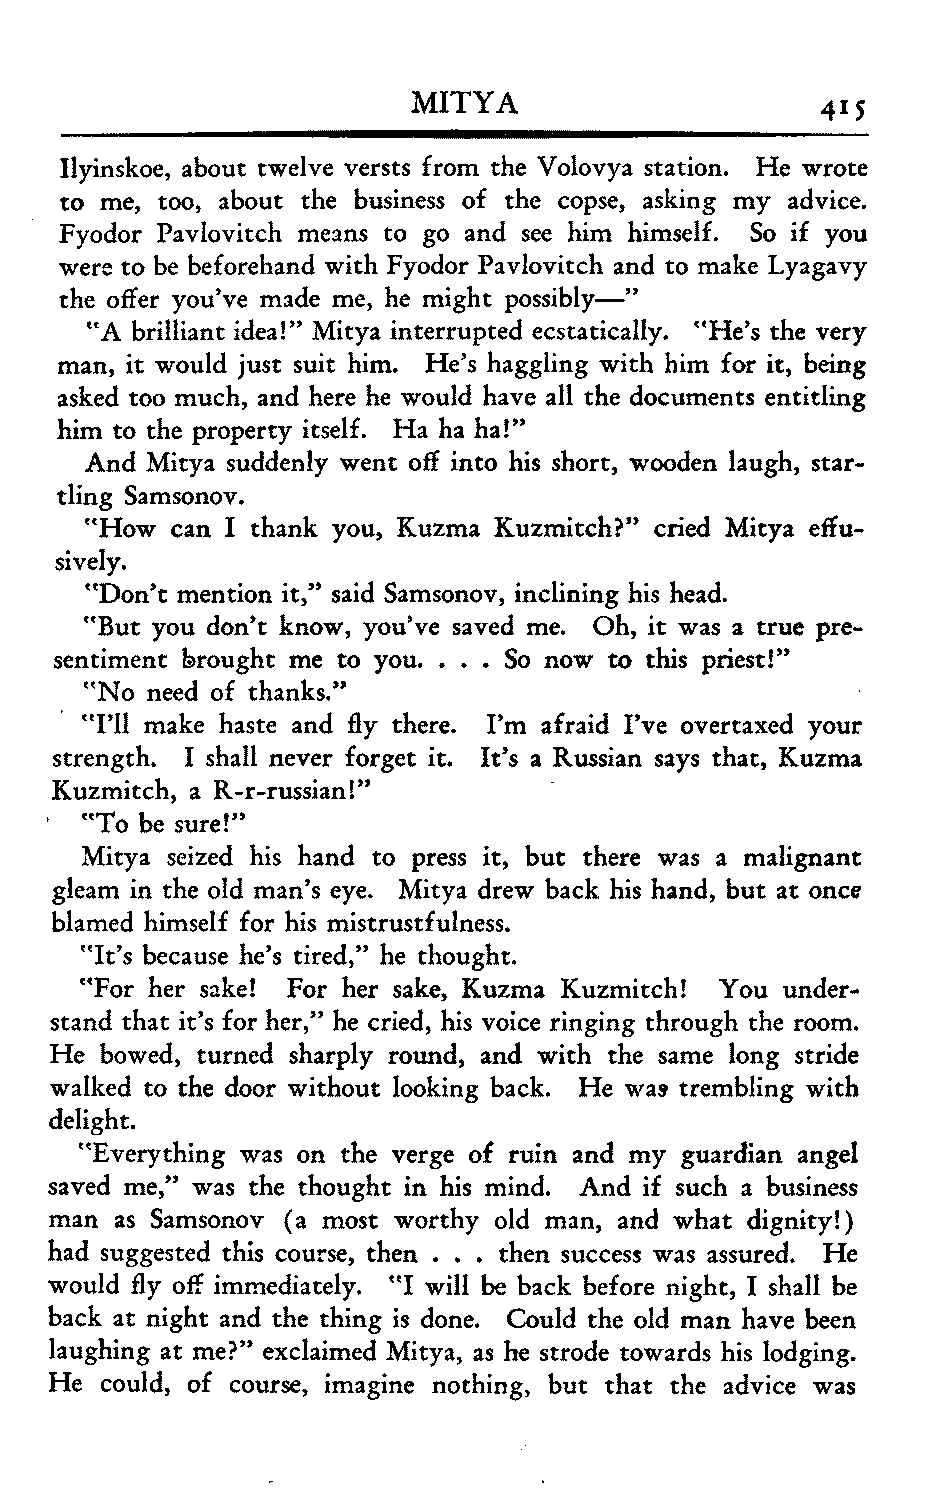 MITYA 415
Ilyinskoe, about twelve versts from the Volovya station. He wrote
to me, too, about the business of the copse, asking my advice.
Fyodor Pavlovitch means to go and see him himself. So if you
were to be beforehand with Fyodor Pavlovitch and to make Lyagavy
the offer you've made me, he might possibly—"
"A brilliant idea!" Mitya interrupted ecstatically. "He's the very
man, it would just suit him. He's haggling with him for it, being
asked too much, and here he would have all the documents entitling
him to the property itself. Ha ha ha!"
And Mitya suddenly went off into his short, wooden laugh, star-
tling Samsonov.
"How can I thank you, Kuzma Kuzmitch?" cried Mitya effu-
sively.
"Don't mention it," said Samsonov, inclining his head.
"But you don't know, you've saved me. Oh, it was a true pre-
sentiment brought me to you. . . . So now to this priest!"
"No need of thanks."
"I'll make haste and fly there. I'm afraid I've overtaxed your
strength. I shall never forget it. It's a Russian says that, Kuzma
Kuzmitch, a R-r-russian!"
"To be sure!"
Mitya seized his hand to press it, but there was a malignant
gleam in the old man's eye. Mitya drew back his hand, but at once
blamed himself for his mistrustfulness.
"It's because he's tired," he thought.
"For her sake! For her sake, Kuzma Kuzmitch! You under-
stand that it's for her," he cried, his voice ringing through the room.
He bowed, turned sharply round, and with the same long stride
walked to the door without looking back. He was trembling with
delight.
"Everything was on the verge of ruin and my guardian angel
saved me," was the thought in his mind. And if such a business
man as Samsonov (a most worthy old man, and what dignity!)
had suggested this course, then . . . then success was assured. He
would fly off immediately. "I will be back before night, I shall be
back at night and the thing is done. Could the old man have been
laughing at me?" exclaimed Mitya, as he strode towards his lodging.
He could, of course, imagine nothing, but that the advice was